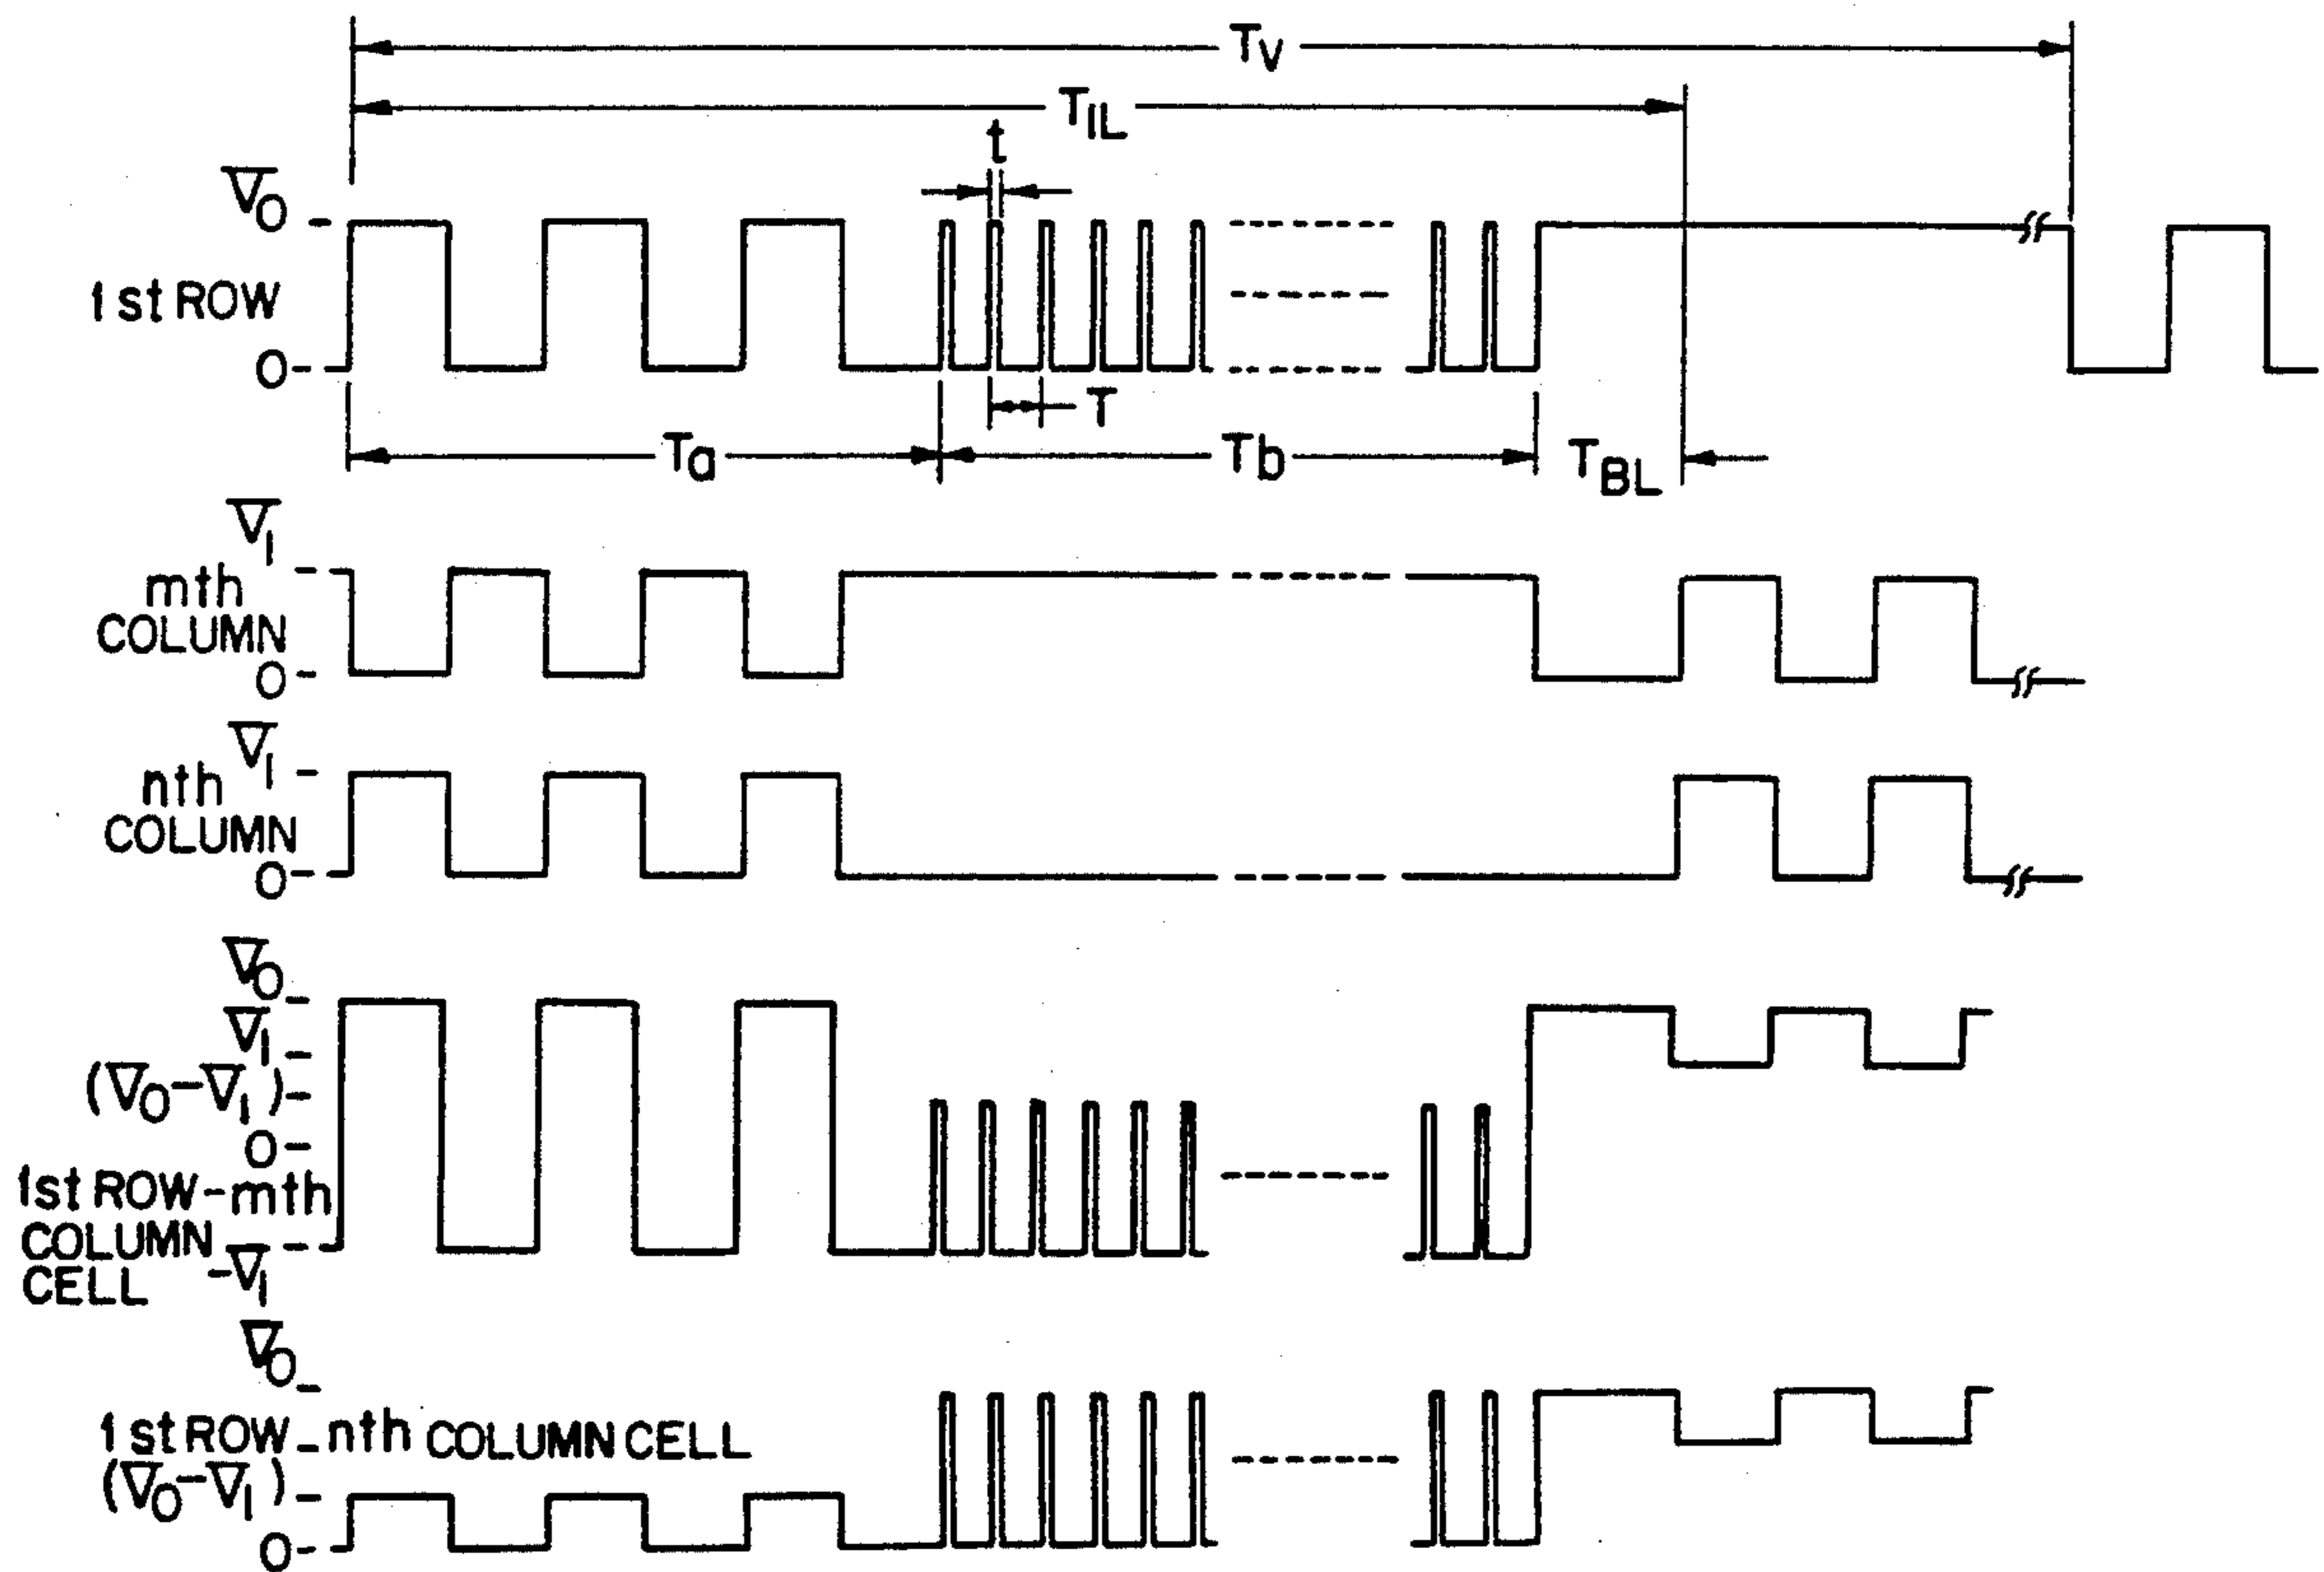 TV
TIL
t
V0
1st ROW
0
T
Ta
Tb
TBL
V1
mth
COLUMN
0
V1
nth
COLUMN
0
V0
V1
(V0-V1)
0
1st ROW-mth
COLUMN
CELL
-V1
V0
1st ROW-nth COLUMN CELL
(V0-V1)
0